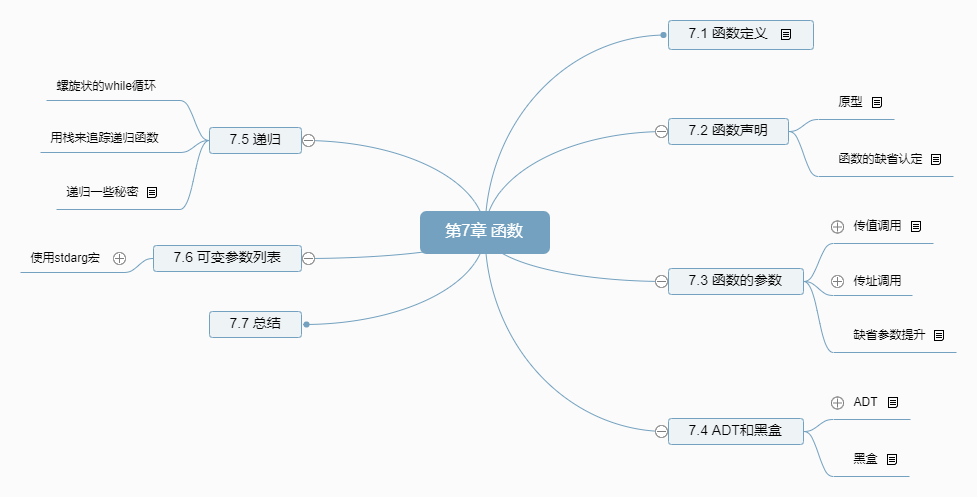 第7章 函数
7.1 函数定义
7.2 函数声明
原型
函数的缺省认定
7.3 函数的参数
传值调用
传址调用
缺省参数提升
7.4 ADT和黑盒
ADT
黑盒
7.5 递归
螺旋状的while循环
用栈来追踪递归函数
递归一些秘密
7.6 可变参数列表
使用stdarg宏
7.7 总结